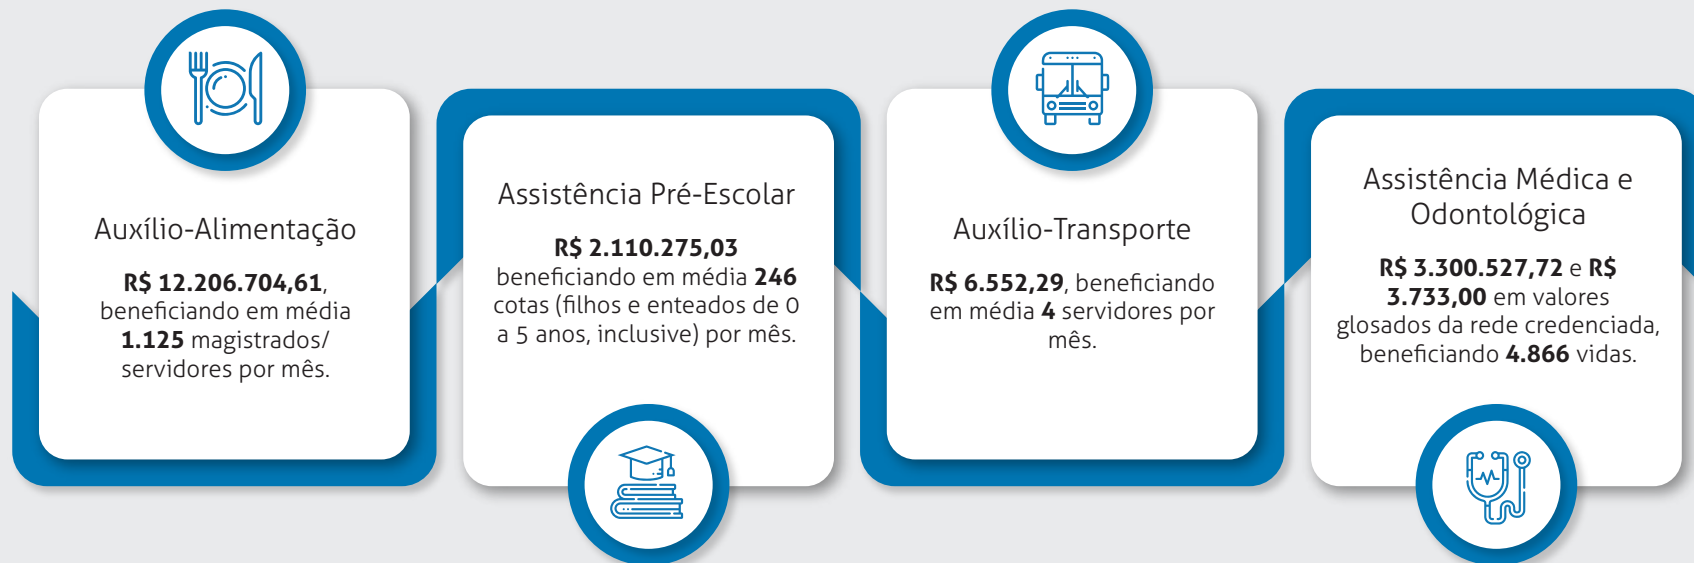 Auxílio-Alimentação
R$ 12.206.704,61,
beneficiando em média
1.125 magistrados/
servidores por mês.
Assistência Pré-Escolar
R$ 2.110.275,03
beneficiando em média 246
cotas (filhos e enteados de 0
a 5 anos, inclusive) por mês.
Auxílio-Transporte
R$ 6.552,29, beneficiando
em média 4 servidores por
mês.
Assistência Médica e
Odontológica
R$ 3.300.527,72 e R$
3.733,00 em valores
glosados da rede credenciada,
beneficiando 4.866 vidas.